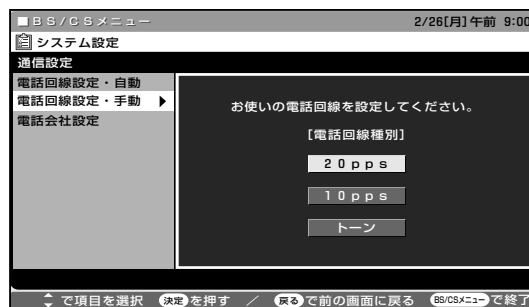 ■BS/CSメニュー 2/26[月]午前 9:00
システム設定
通信設定
電話回線設定・自動
電話回線設定・手動
電話会社設定
お使いの電話回線を設定してください。
[電話回線種別]
20pps
10pps
トーン
で項目を選択 決定を押す / 戻るで前の画面に戻る BS/CSメニューで終了